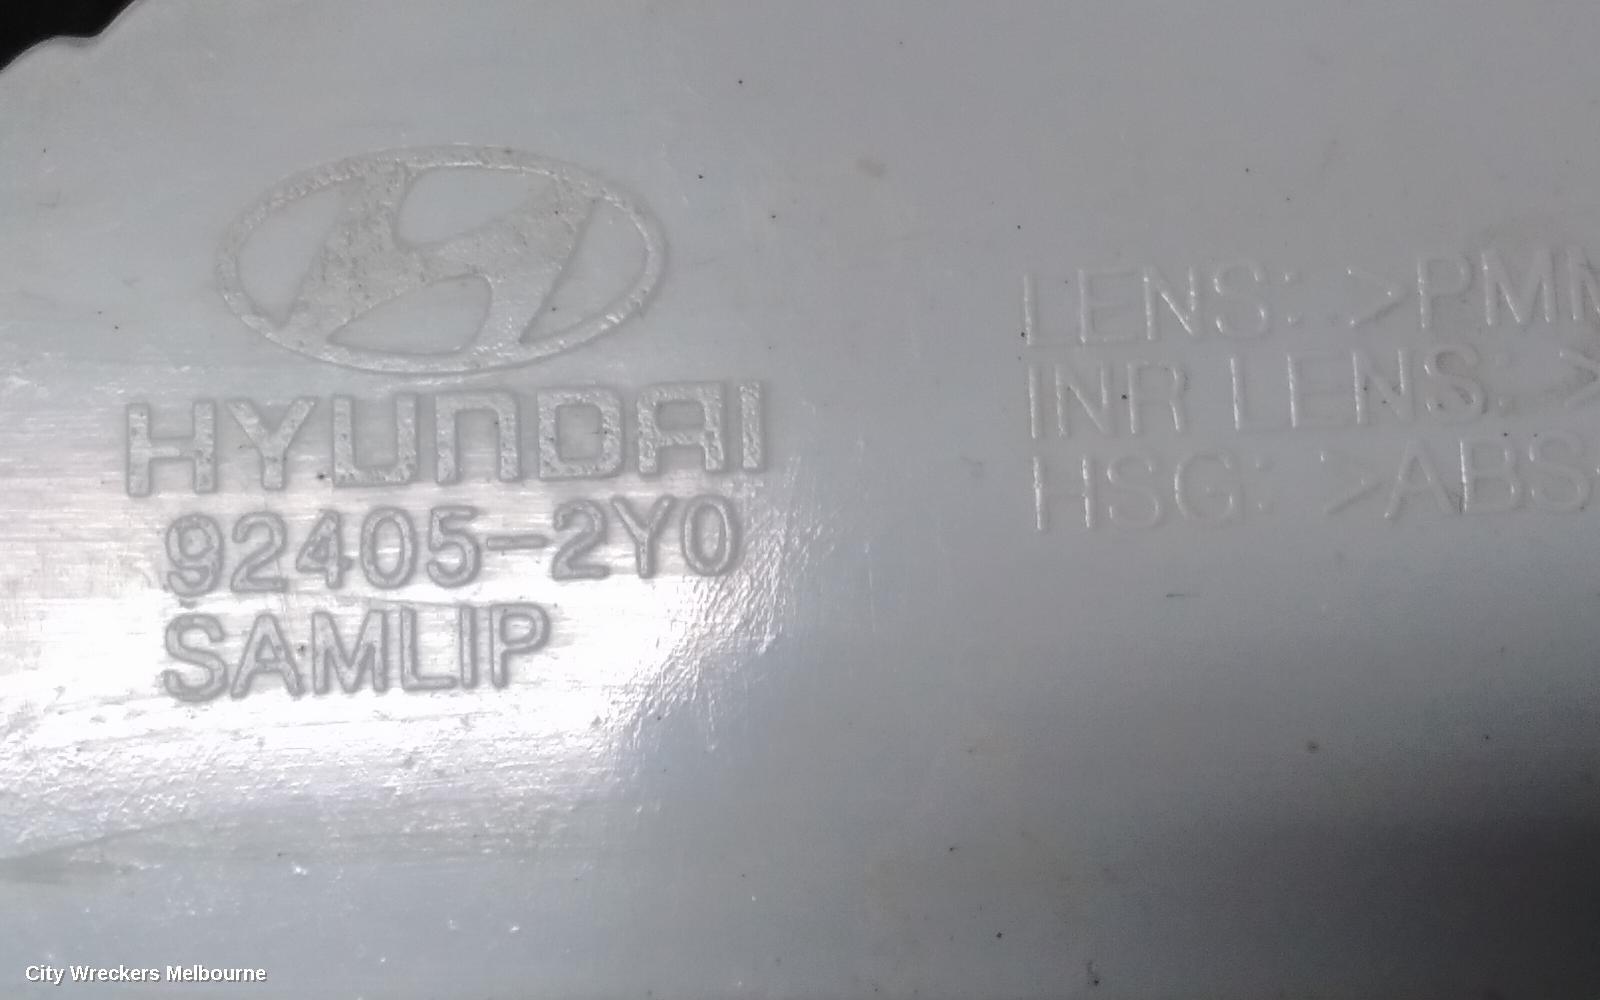 HYUNDAI
92405-2Y0
SAMLIP
LENS: >PMM
INR LENS: >
HSG: >ABS
City Wreckers Melbourne